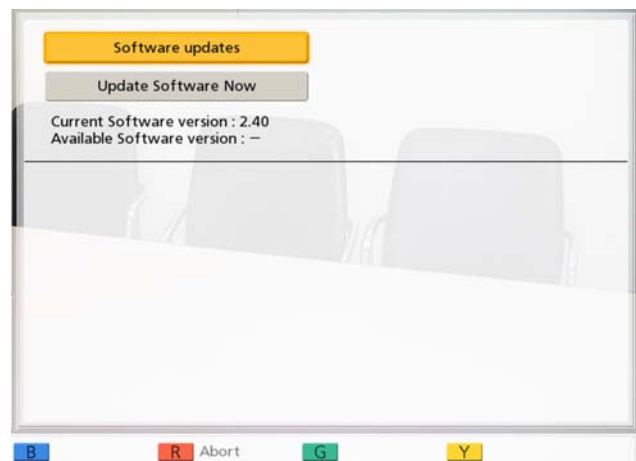 Software updates
Update Software Now
Current Software version : 2.40
Available Software version : —
B R Abort G Y